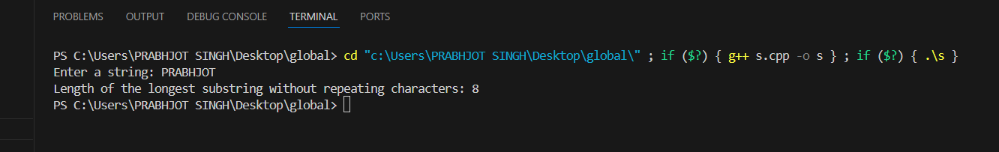 PROBLEMS OUTPUT DEBUG CONSOLE TERMINAL PORTS
PS C:\Users\PRABHJOT SINGH\Desktop\global> cd "c:\Users\PRABHJOT SINGH\Desktop\global\" ; if ($?) { g++ s.cpp -o s } ; if ($?) { .\s }
Enter a string: PRABHJOT
Length of the longest substring without repeating characters: 8
PS C:\Users\PRABHJOT SINGH\Desktop\global>